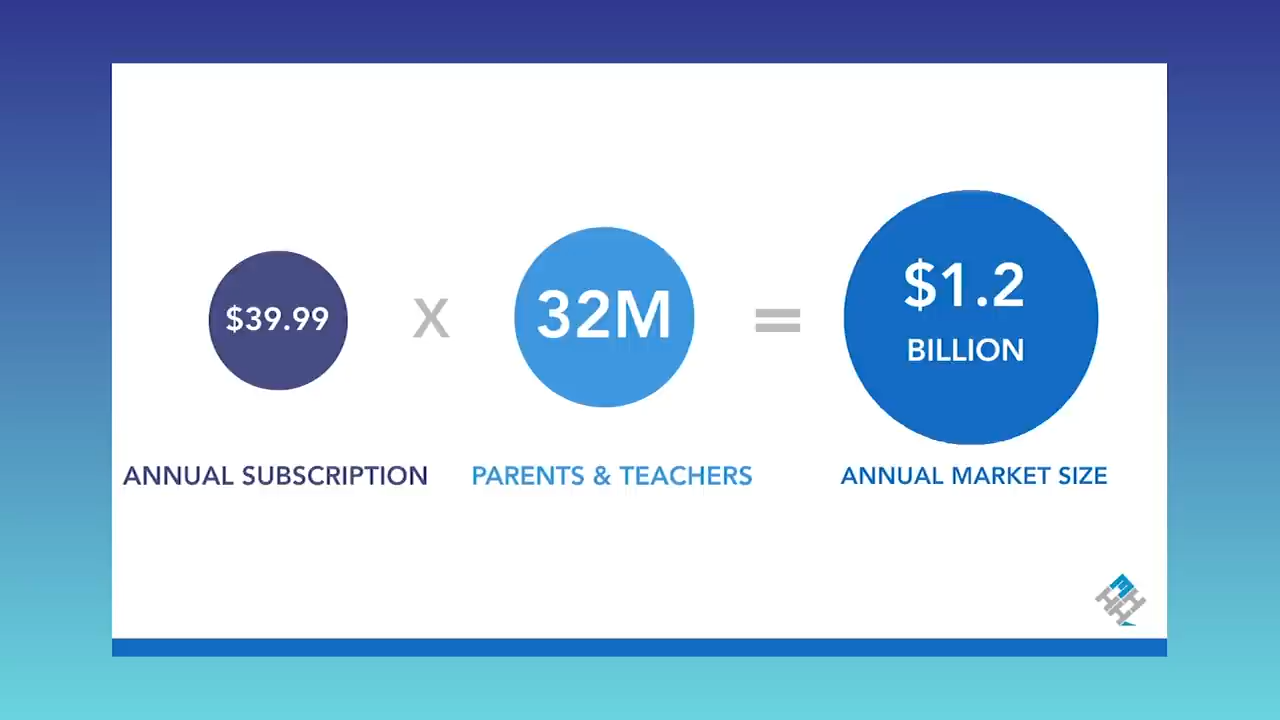 $39.99
X
32M
=
$1.2
BILLION
ANNUAL SUBSCRIPTION
PARENTS & TEACHERS
ANNUAL MARKET SIZE